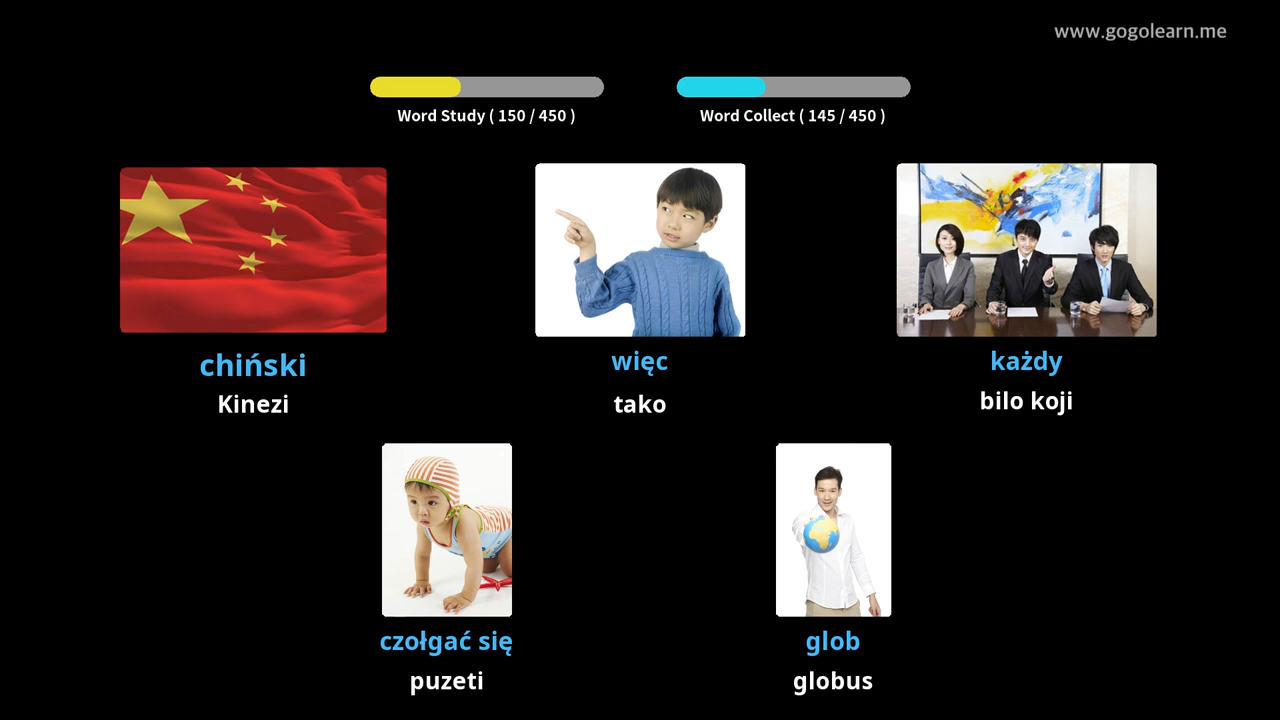 www.gogolearn.me
Word Study ( 150 / 450 )
Word Collect ( 145 / 450 )
chiński
Kinezi
więc
tako
każdy
bilo koji
czołgać się
puzeti
glob
globus